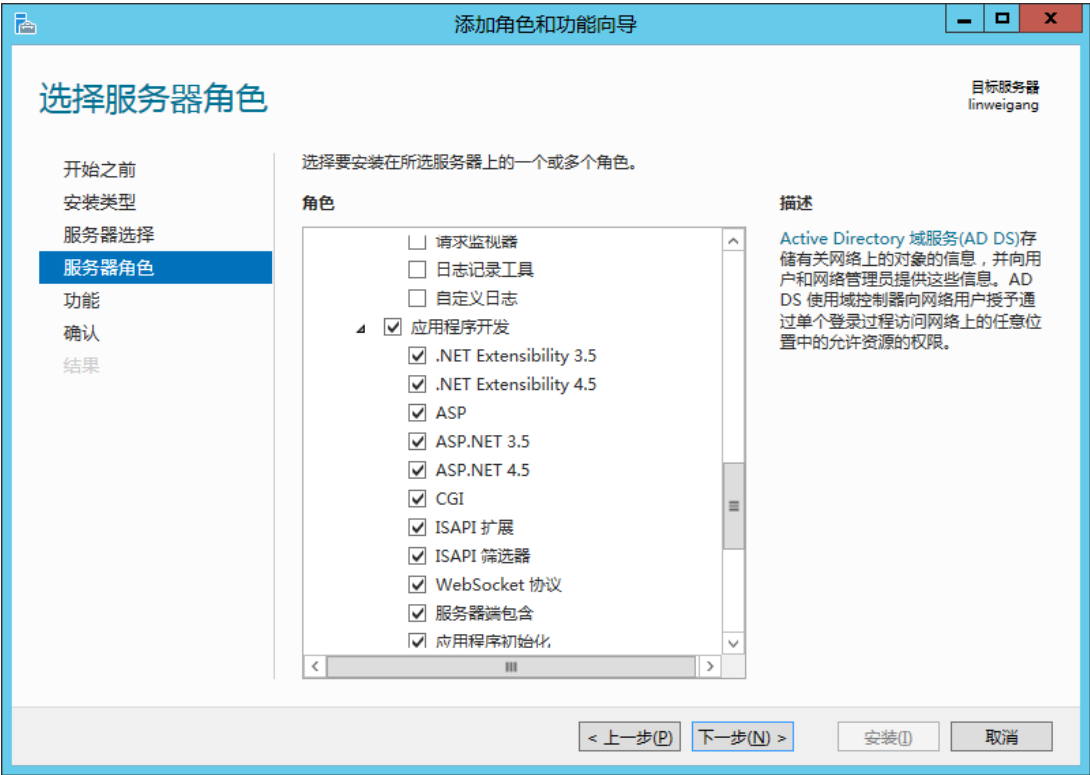 添加角色和功能向导
选择服务器角色
目标服务器
linweigang
开始之前
安装类型
服务器选择
服务器角色
功能
确认
结果
选择要安装在所选服务器上的一个或多个角色。
角色
请求监视器
日志记录工具
自定义日志
应用程序开发
.NET Extensibility 3.5
.NET Extensibility 4.5
ASP
ASP.NET 3.5
ASP.NET 4.5
CGI
ISAPI 扩展
ISAPI 筛选器
WebSocket 协议
服务器端包含
应用程序初始化
描述
Active Directory 域服务(AD DS)存
储有关网络上的对象的信息，并向用
户和网络管理员提供这些信息。AD
DS 使用域控制器向网络用户授予通
过单个登录过程访问网络上的任意位
置中的允许资源的权限。
< 上一步(P)
下一步(N) >
安装(I)
取消